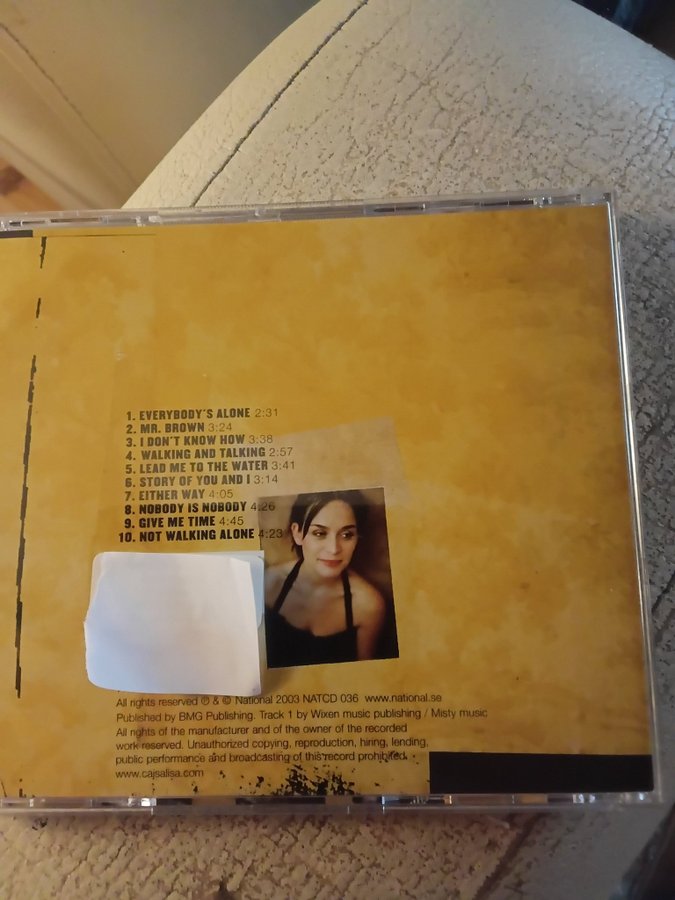 1. EVERYBODY'S ALONE 2:31
2. MR. BROWN 3:24
3. I DON'T KNOW HOW 3:38
4. WALKING AND TALKING 2:57
5. LEAD ME TO THE WATER 3:41
6. STORY OF YOU AND I 3:14
7. EITHER WAY 4:05
8. NOBODY IS NOBODY 4:26
9. GIVE ME TIME 4:45
10. NOT WALKING ALONE 4:23
All rights reserved ℗ & © National 2003 NATCD 036 www.national.se
Published by BMG Publishing. Track 1 by Wixen music publishing / Misty music
All rights of the manufacturer and of the owner of the recorded
work reserved. Unauthorized copying, reproduction, hiring, lending,
public performance and broadcasting of this record prohibited.
www.cajsalisa.com